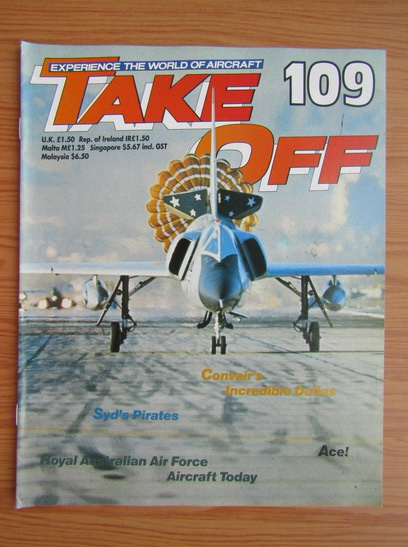 EXPERIENCE THE WORLD OF AIRCRAFT
TAKE
OFF
109
U.K. £1.50 Rep. of Ireland IR£1.50
Malta M£1.25 Singapore $5.67 incl. GST
Malaysia $6.50
Convair's
Incredible Deltas
Syd's Pirates
Ace!
Royal Australian Air Force
Aircraft Today